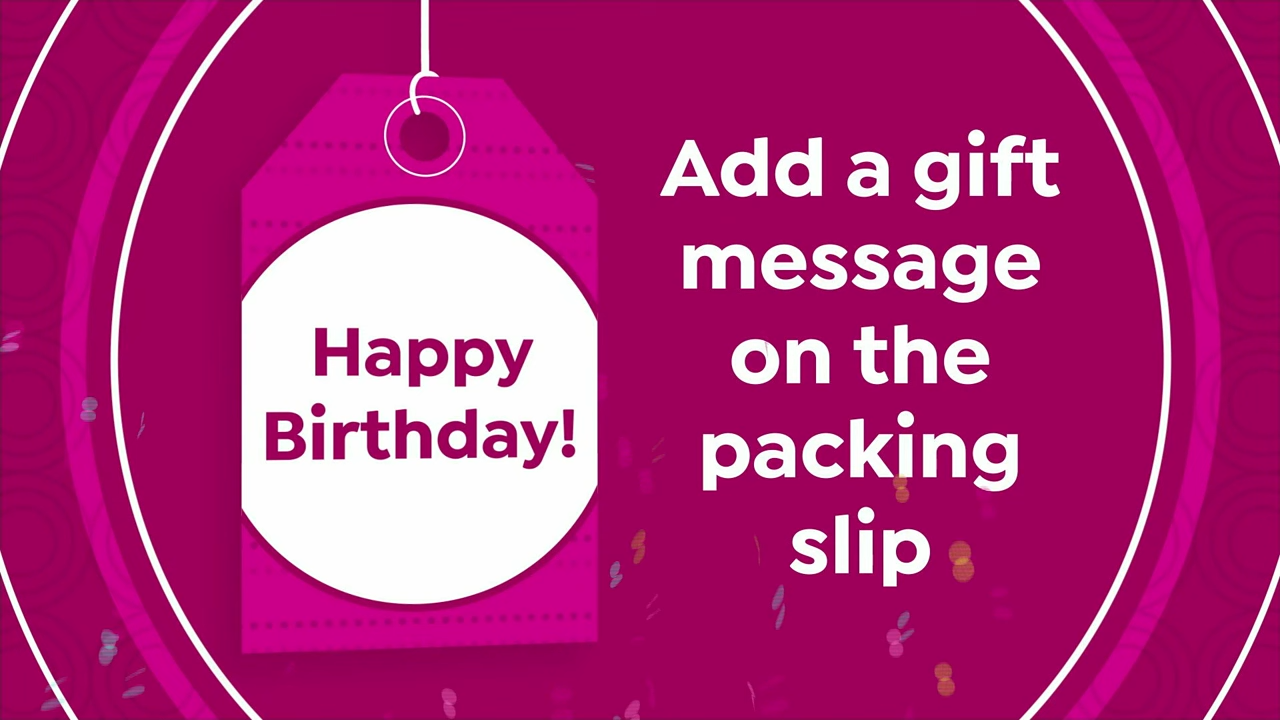 Happy
Birthday!
Add a gift
message
on the
packing
slip